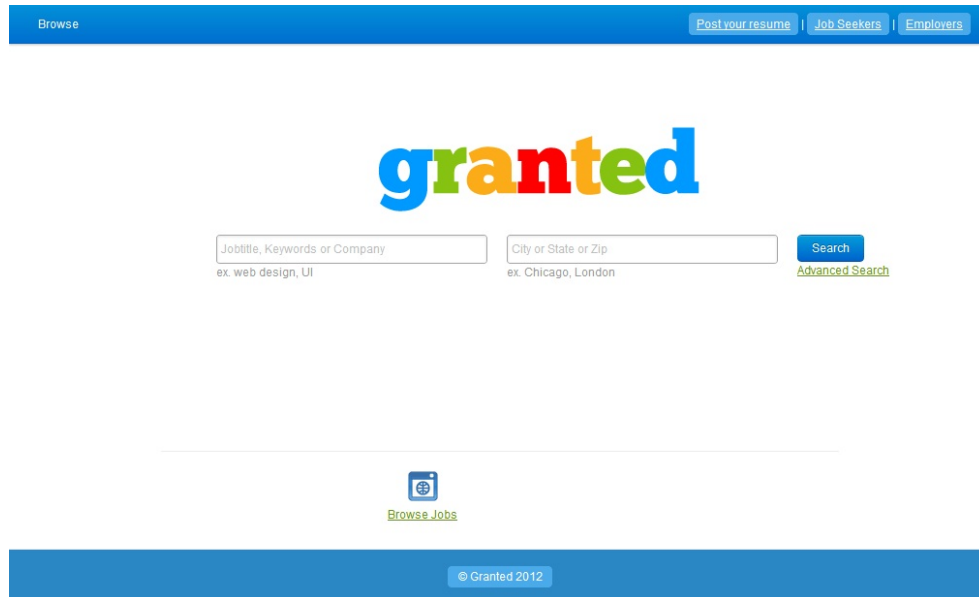 Browse
Post your resume | Job Seekers | Employers
granted
Jobtitle, Keywords or Company
City or State or Zip
Search
ex. web design, UI
ex. Chicago, London
Advanced Search
Browse Jobs
© Granted 2012